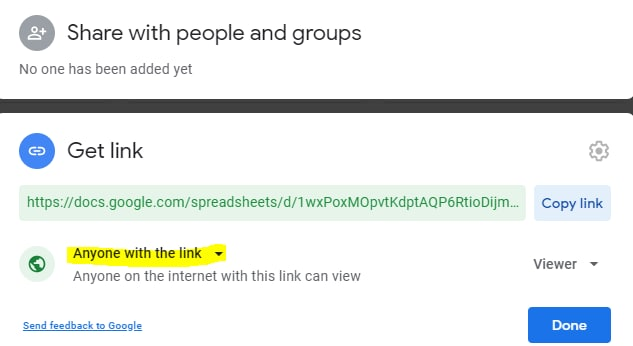 Share with people and groups
No one has been added yet
Get link
https://docs.google.com/spreadsheets/d/1wxPoxMOpvtKdptAQP6RtioDijm...
Copy link
Anyone with the link
Anyone on the internet with this link can view
Viewer
Send feedback to Google
Done